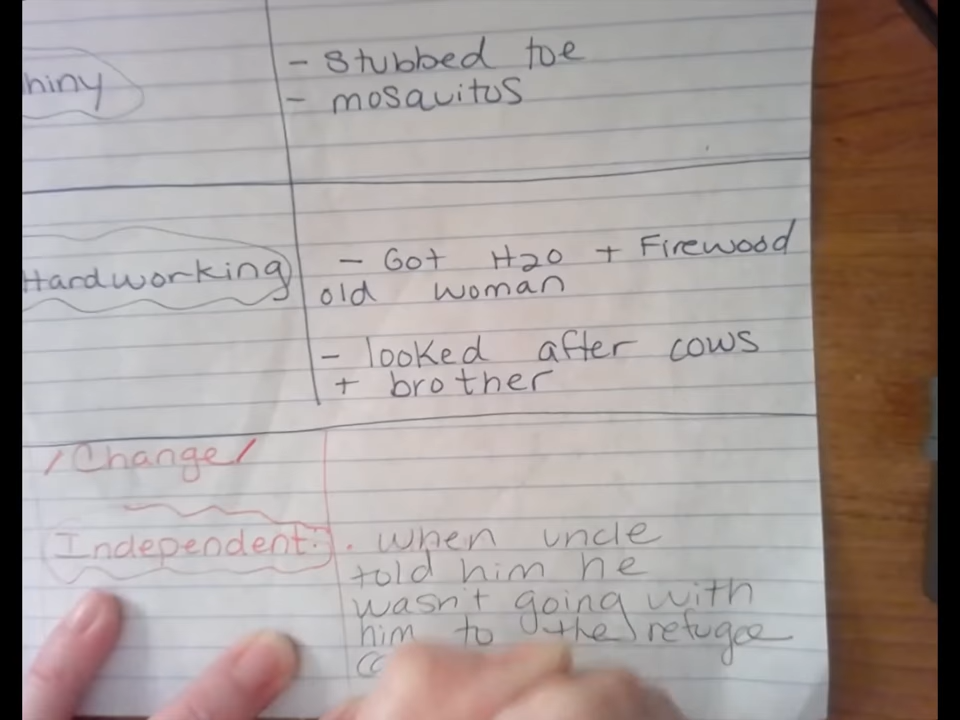 hiny
- stubbed toe
- mosquitos
Hardworking
- Got H2O + Firewood
old woman
- looked after cows
+ brother
/Change/
Independent:
. when uncle
told him he
wasn't going with
him to the refugee